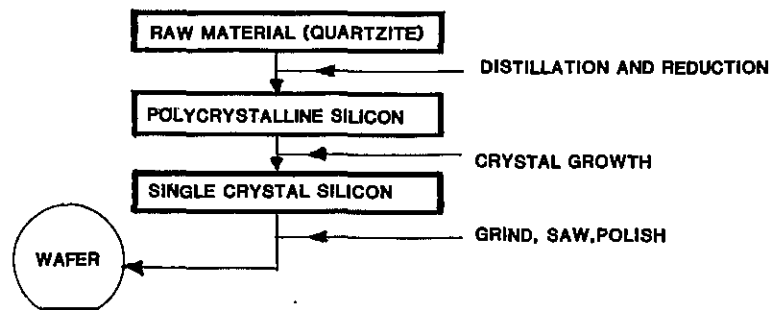 RAW MATERIAL (QUARTZITE)
DISTILLATION AND REDUCTION
POLYCRYSTALLINE SILICON
CRYSTAL GROWTH
SINGLE CRYSTAL SILICON
GRIND, SAW,POLISH
WAFER